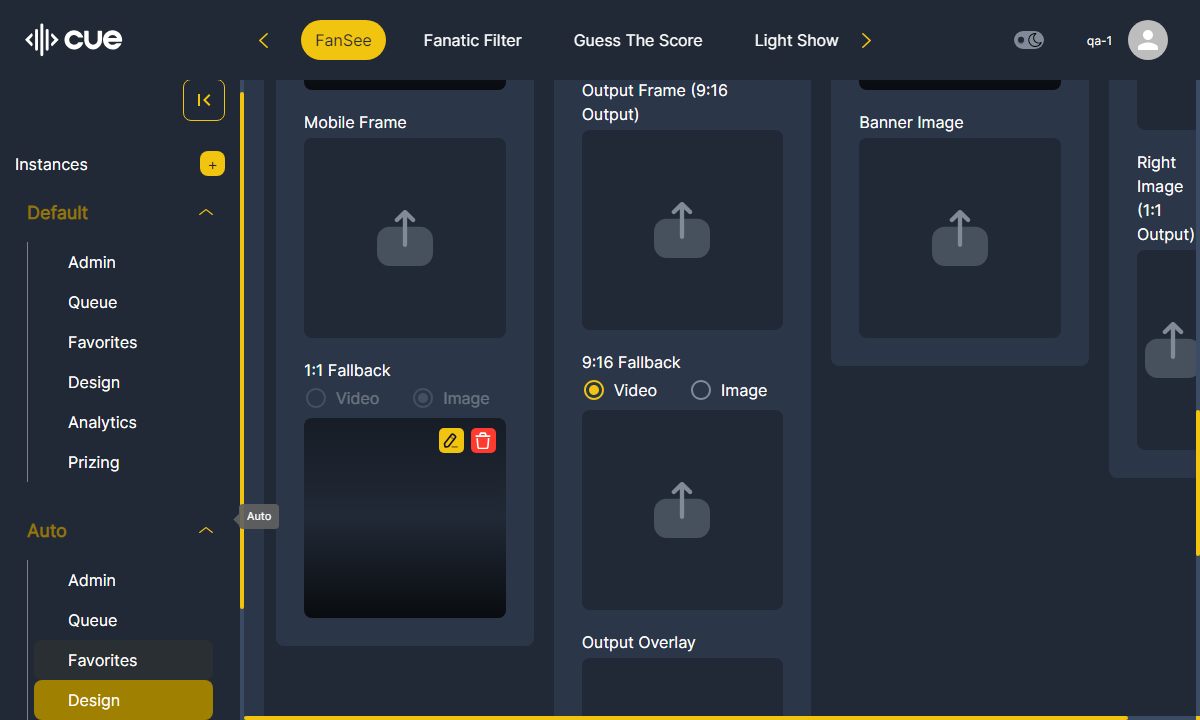 cue
FanSee
Fanatic Filter
Guess The Score
Light Show
qa-1
Instances
+
Default
Admin
Queue
Favorites
Design
Analytics
Prizing
Auto
Admin
Queue
Favorites
Design
Auto
Mobile Frame
1:1 Fallback
Video
Image
Output Frame (9:16
Output)
9:16 Fallback
Video
Image
Output Overlay
Banner Image
Right
Image
(1:1
Output)